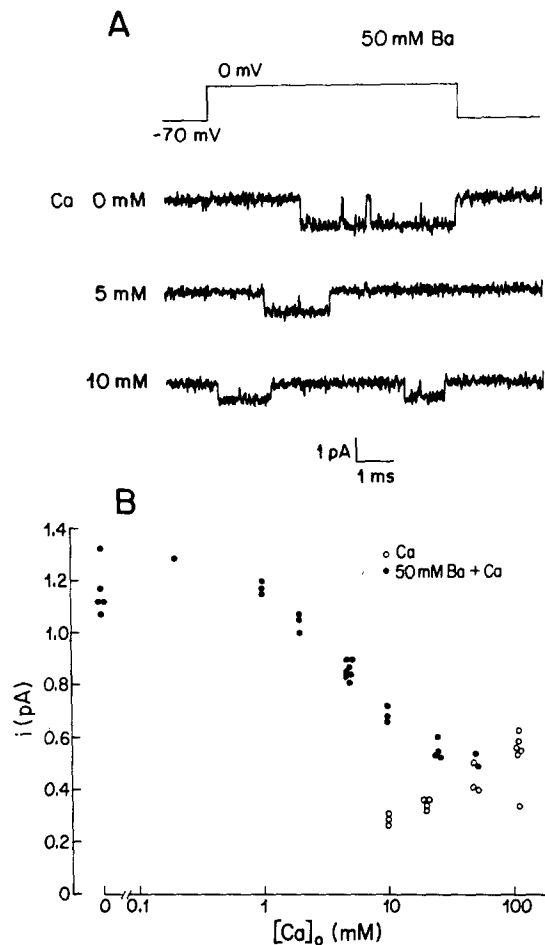 A
50 mM Ba
0 mV
-70 mV
Ca 0 mM
5 mM
10 mM
1 pA
1 ms
B
○ Ca
● 50 mM Ba + Ca
i (pA)
1.4
1.2
1.0
0.8
0.6
0.4
0.2
0
0 0.1 1 10 100
[Ca]o (mM)